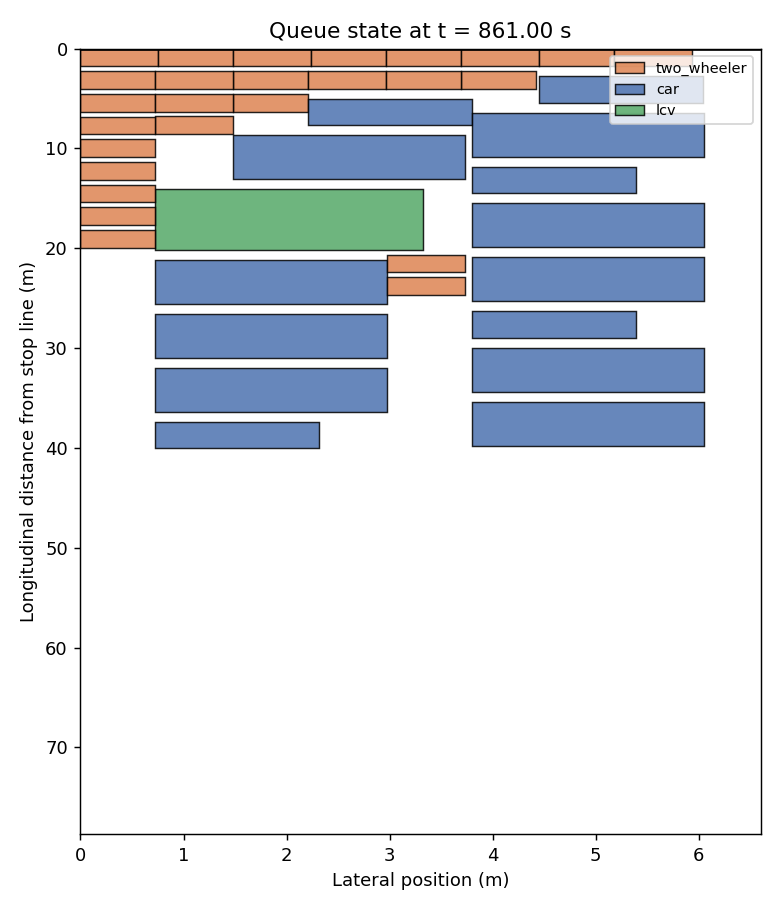 Queue state at t = 861.00 s
two_wheeler
car
lcv
0
10
20
30
40
50
60
70
Longitudinal distance from stop line (m)
0 1 2 3 4 5 6
Lateral position (m)